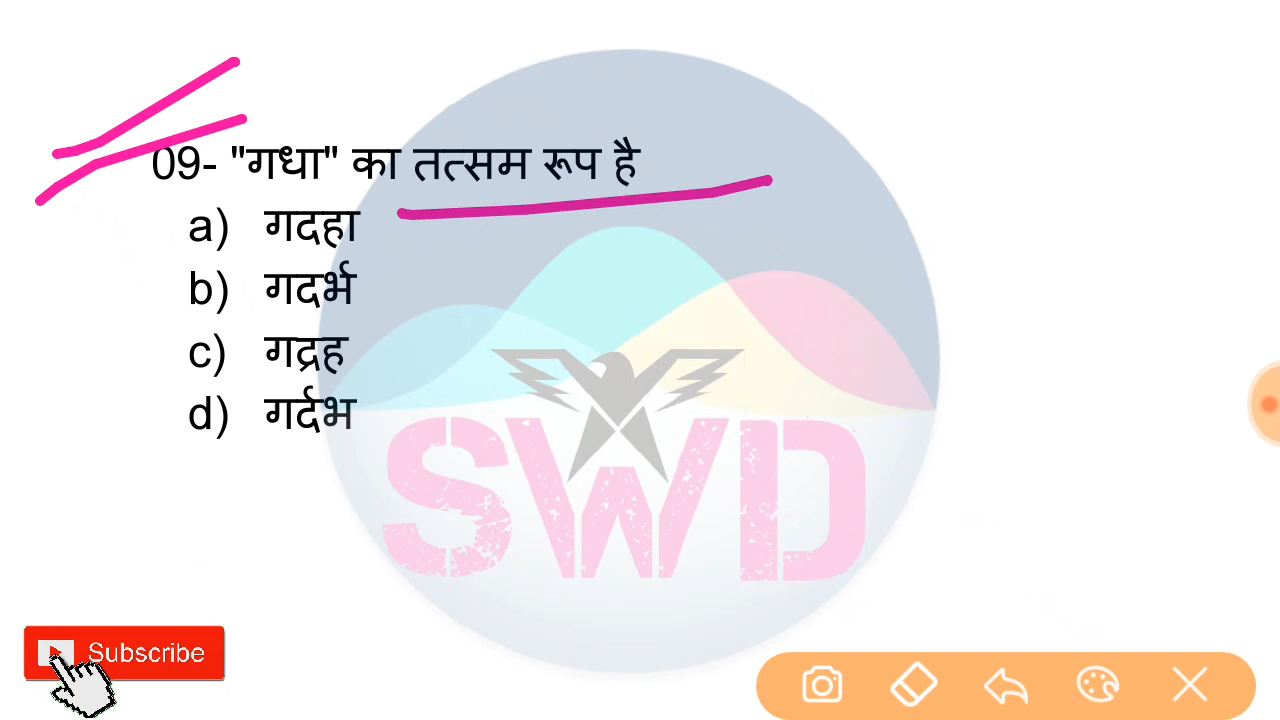 09- "गधा" का तत्सम रूप है
a) गदहा
b) गदर्भ
c) गद्रह
d) गर्दभ
SWD
Subscribe